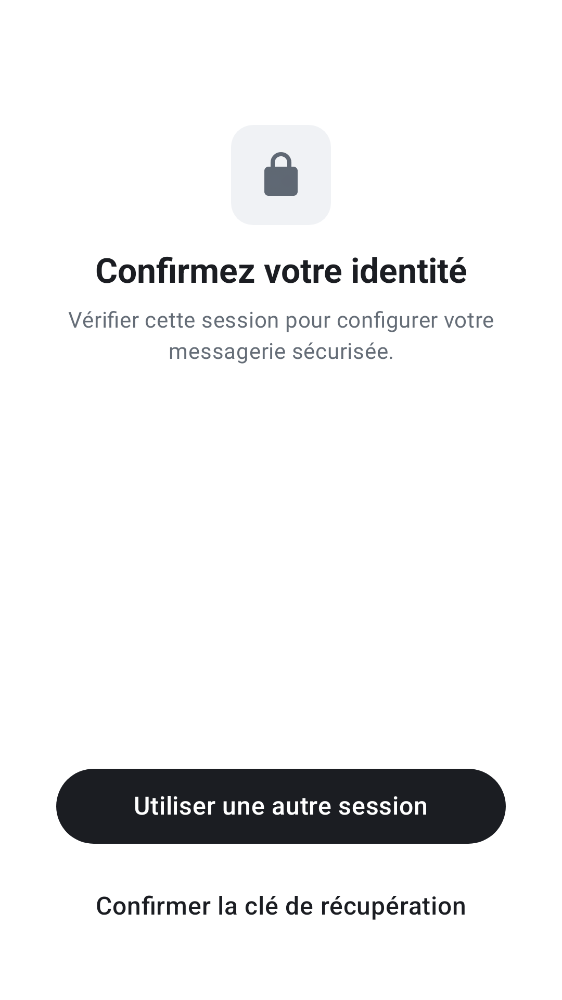 Confirmez votre identité
Vérifier cette session pour configurer votre
messagerie sécurisée.
Utiliser une autre session
Confirmer la clé de récupération